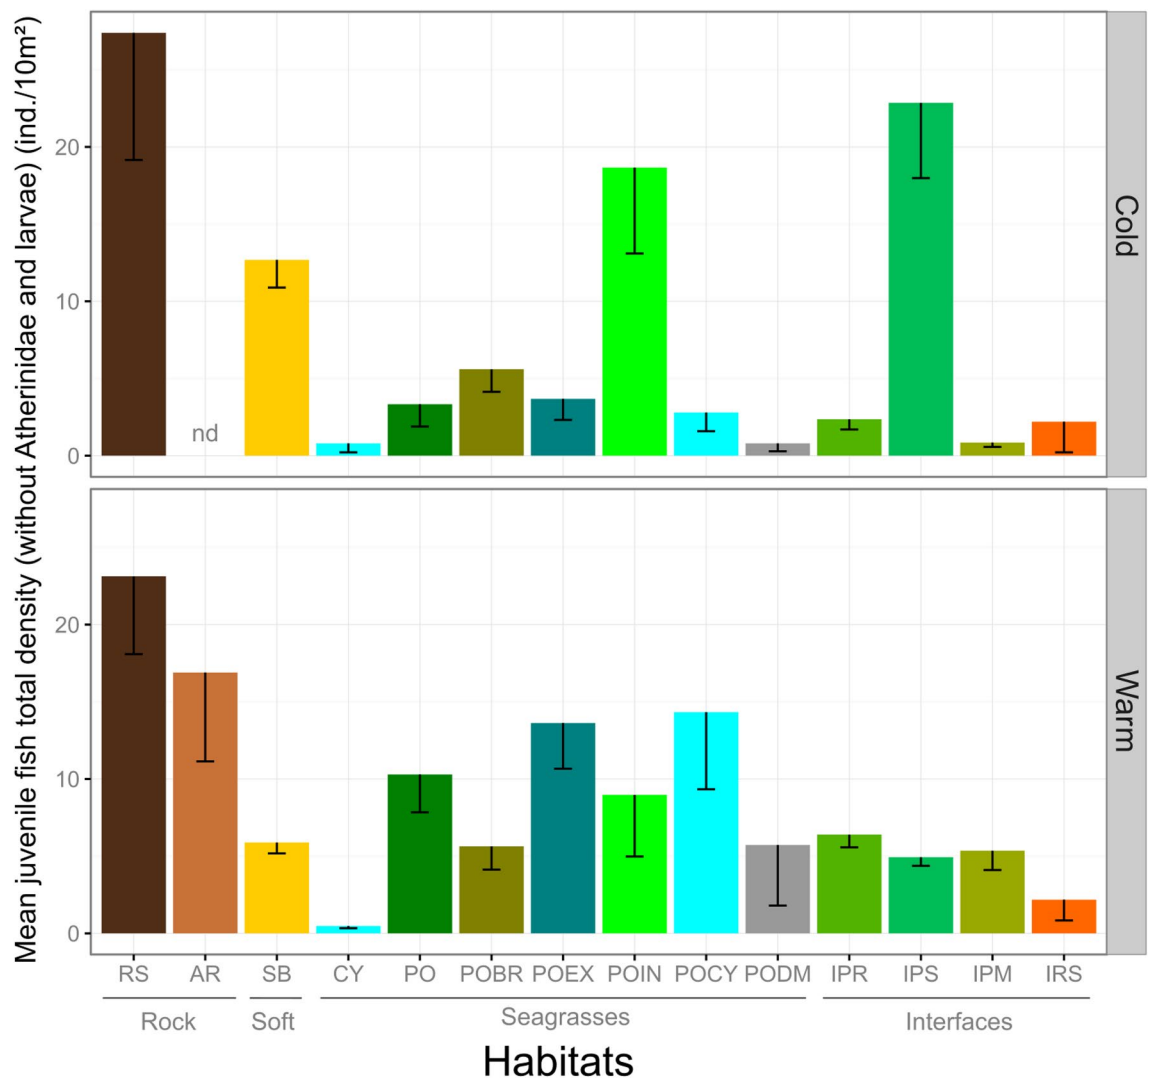 Mean juvenile fish total density (without Atherinidae and larvae) (ind./10m²)
20
10
0
nd
Cold
20
10
0
Warm
RS AR SB CY PO POBR POEX POIN POCY PODM IPR IPS IPM IRS
Rock Soft Seagrasses Interfaces
Habitats